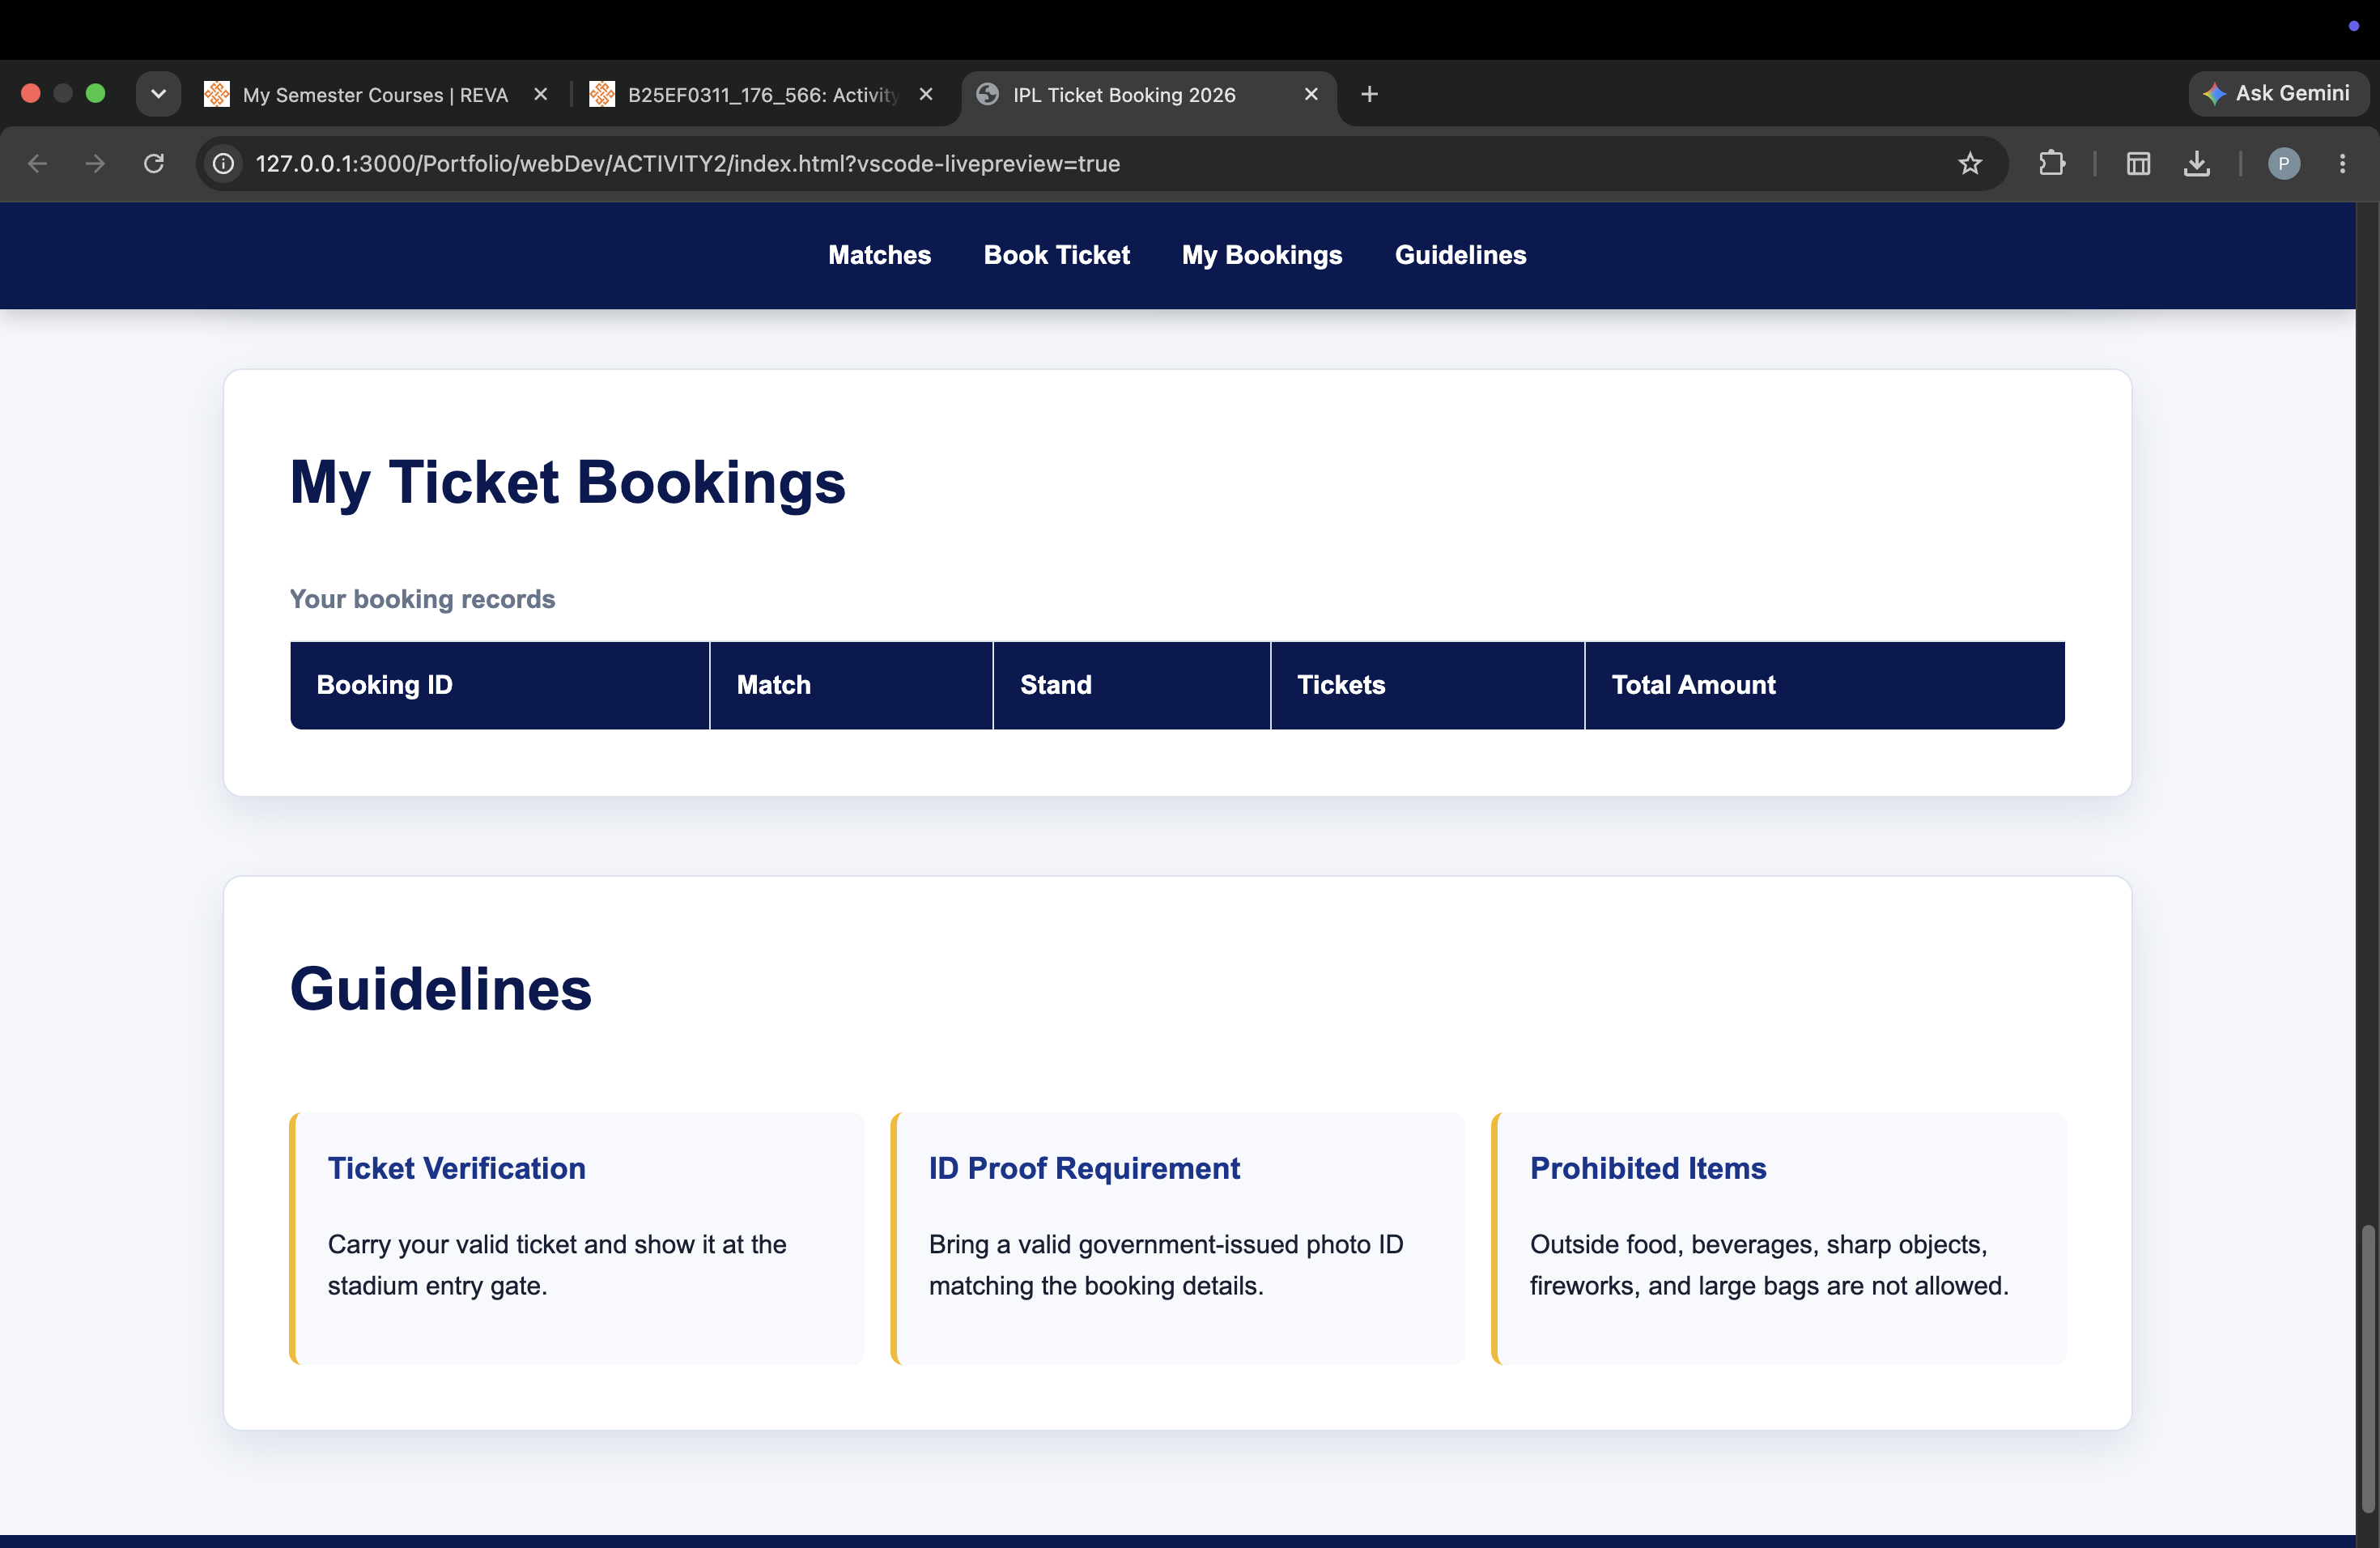 My Semester Courses | REVA
B25EF0311_176_566: Activity
IPL Ticket Booking 2026
Ask Gemini
127.0.0.1:3000/Portfolio/webDev/ACTIVITY2/index.html?vscode-livepreview=true
P
Matches Book Ticket My Bookings Guidelines
My Ticket Bookings
Your booking records
Booking ID Match Stand Tickets Total Amount
Guidelines
Ticket Verification
Carry your valid ticket and show it at the
stadium entry gate.
ID Proof Requirement
Bring a valid government-issued photo ID
matching the booking details.
Prohibited Items
Outside food, beverages, sharp objects,
fireworks, and large bags are not allowed.